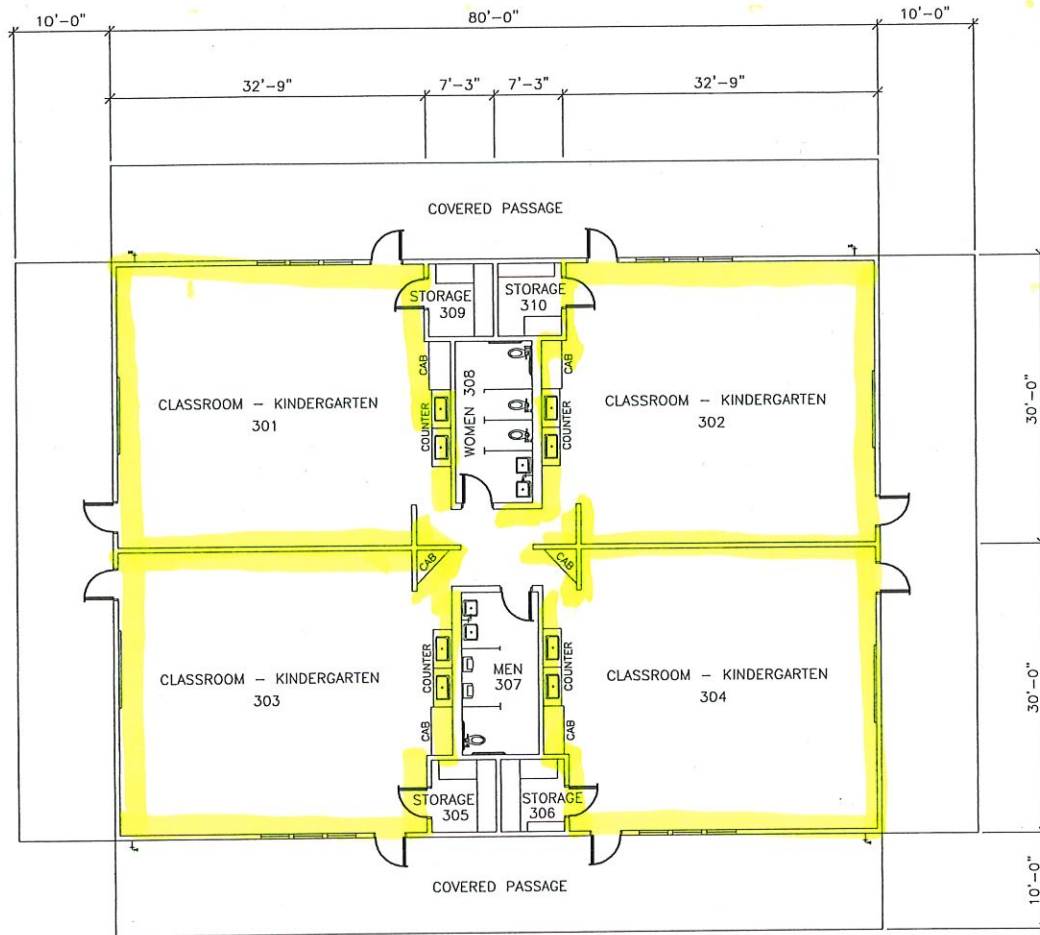 10'-0"
80'-0"
10'-0"
32'-9"
7'-3"
7'-3"
32'-9"
COVERED PASSAGE
STORAGE
309
STORAGE
310
CAB
WOMEN 308
CAB
CLASSROOM – KINDERGARTEN
301
COUNTER
COUNTER
CLASSROOM – KINDERGARTEN
302
30'-0"
CAB
CAB
CLASSROOM – KINDERGARTEN
303
COUNTER
MEN
307
COUNTER
CLASSROOM – KINDERGARTEN
304
30'-0"
CAB
CAB
STORAGE
305
STORAGE
306
COVERED PASSAGE
10'-0"